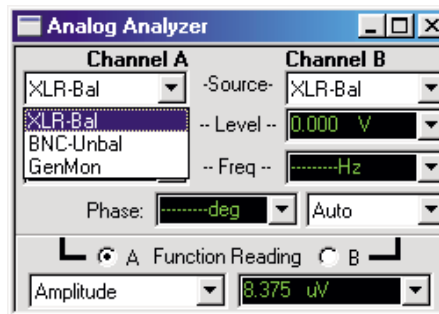 Analog Analyzer
Channel A Channel B
XLR-Bal -Source- XLR-Bal
XLR-Bal -- Level -- 0.000 V
BNC-Unbal
GenMon -- Freq -- --------Hz
Phase: --------deg Auto
A Function Reading B
Amplitude 8.375 uV